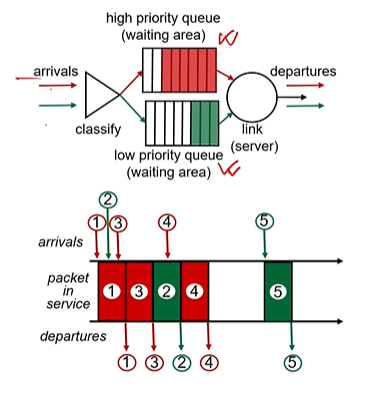 high priority queue
(waiting area)
arrivals
departures
classify
link
(server)
low priority queue
(waiting area)
2
1 3 4 5
arrivals
packet
in
service
1 3 2 4 5
departures
1 3 2 4 5